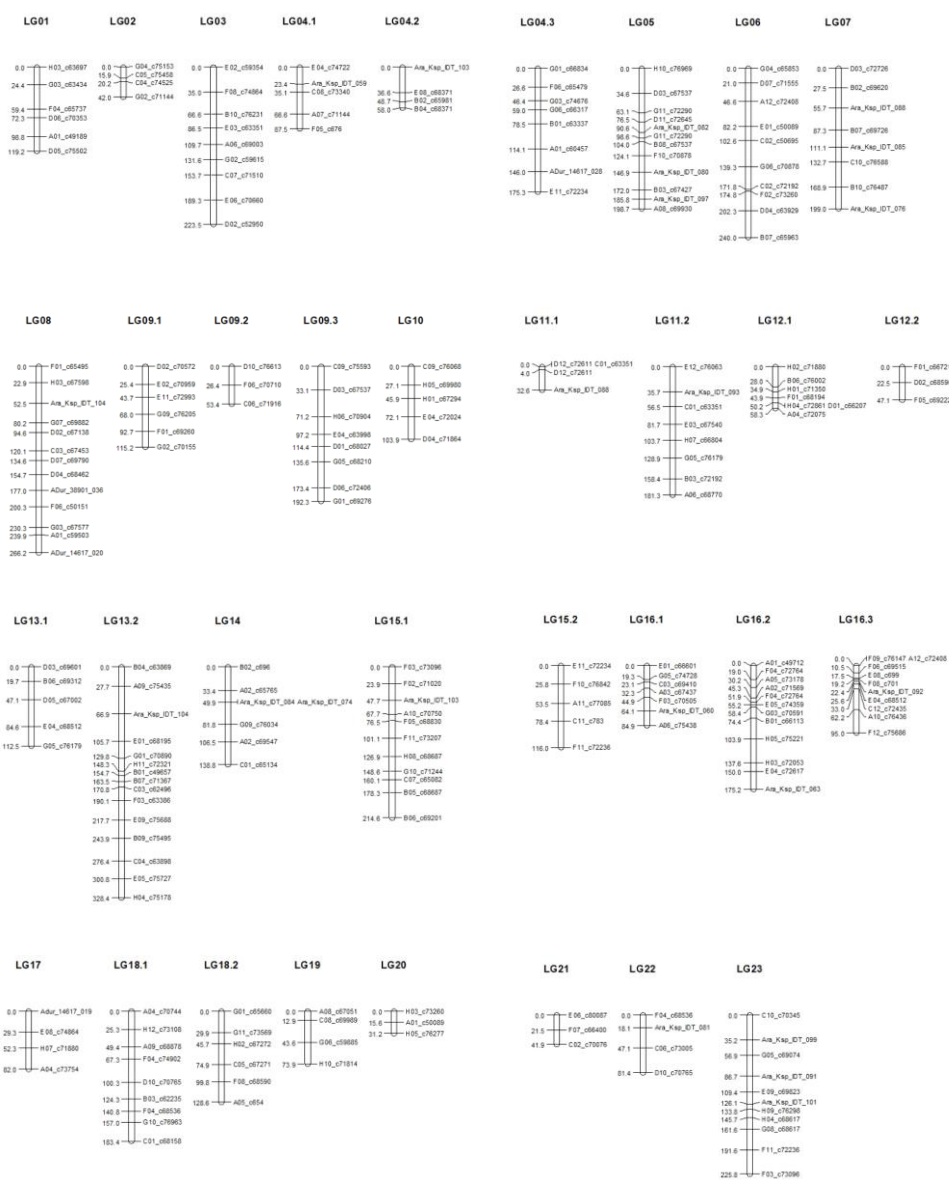 LG01
0.0 H03_c63697
24.4 G03_c63434
59.4 F04_c65737
72.3 D06_c70353
98.8 A01_c49189
119.2 D05_c75502
LG02
0.0 G04_c75153
15.9 C05_c75458
20.2 C04_c74525
42.0 G02_c71144
LG03
0.0 E02_c59354
35.0 F08_c74864
66.6 B10_c76231
86.5 E03_c63351
109.7 A06_c69003
131.6 G02_c59615
153.7 C07_c71510
189.3 E06_c70660
223.5 D02_c52950
LG04.1
0.0 E04_c74722
23.4 Ara_Ksp_IDT_059
35.1 C08_c73340
66.6 A07_c71144
87.5 F05_c676
LG04.2
0.0 Ara_Ksp_IDT_103
36.6 E08_c68371
48.7 B02_c65981
58.0 B04_c68371
LG04.3
0.0 G01_c66834
26.6 F06_c65479
46.4 G03_c74676
59.0 G06_c66317
78.5 B01_c63337
114.1 A01_c60457
146.0 ADur_14617_028
175.3 E11_c72234
LG05
0.0 H10_c76969
34.6 D03_c67537
63.1 G12_c72290
76.5 D11_c72645
90.6 Ara_Ksp_IDT_082
98.6 G11_c72290
104.0 B08_c67537
124.1 F10_c70878
146.9 Ara_Ksp_IDT_080
172.0 B03_c67427
185.8 Ara_Ksp_IDT_097
198.7 A08_c69930
LG06
0.0 G04_c65853
21.0 D07_c71555
46.6 A12_c72408
82.2 E01_c50089
102.6 C02_c50695
139.3 G06_c70878
171.8 C02_c72192
174.8 F02_c73260
202.3 D04_c63929
240.0 B07_c65963
LG07
0.0 D03_c72726
27.5 B02_c69620
55.7 Ara_Ksp_IDT_088
87.3 B07_c69726
111.1 Ara_Ksp_IDT_085
132.7 C10_c76588
168.9 B10_c76487
199.0 Ara_Ksp_IDT_076
LG08
0.0 F01_c65495
22.9 H03_c67598
52.5 Ara_Ksp_IDT_104
80.2 G07_c69882
94.6 D02_c67138
120.1 C03_c67453
134.6 D07_c69790
154.7 D04_c68462
177.0 ADur_38901_036
200.3 F06_c50151
230.3 G03_c67577
239.9 A01_c59503
266.2 ADur_14617_020
LG09.1
0.0 D02_c70572
25.4 E02_c70959
43.7 E11_c72993
68.0 G09_c76205
92.7 F01_c69260
115.2 G02_c70155
LG09.2
0.0 D10_c76613
26.4 F06_c70710
53.4 C06_c71916
LG09.3
0.0 C09_c75593
33.1 D03_c67537
71.2 H06_c70904
97.2 E04_c63998
114.4 D01_c68027
135.6 G05_c68210
173.4 D06_c72406
192.3 G01_c69276
LG10
0.0 C09_c76068
27.1 H05_c69980
45.9 H01_c67294
72.1 E04_c72024
103.9 D04_c71864
LG11.1
0.0 D12_c72611 C01_c63351
4.0 D12_c72611
32.6 Ara_Ksp_IDT_088
LG11.2
0.0 E12_c76063
35.7 Ara_Ksp_IDT_093
56.5 C01_c63351
81.7 E03_c67540
103.7 H07_c66804
128.9 G05_c76179
158.4 B03_c72192
181.3 A06_c68770
LG12.1
0.0 H02_c71880
28.0 B06_c76002
34.9 H01_c71358
43.9 F01_c68194
50.2 H04_c72861 D01_c66207
58.3 A04_c72075
LG12.2
0.0 F01_c66721
22.5 D02_c6859
47.1 F05_c6922
LG13.1
0.0 D03_c69601
19.7 B06_c69312
47.1 D05_c67002
84.6 E04_c68512
112.5 G05_c76179
LG13.2
0.0 B04_c63869
27.7 A09_c75435
66.9 Ara_Ksp_IDT_104
105.7 E01_c68195
129.8 G01_c70890
148.3 H11_c72321
154.7 B01_c49657
163.5 B07_c71367
170.8 C03_c62496
190.1 F03_c63386
217.7 E09_c75688
243.9 B09_c75495
276.4 C04_c63898
300.8 E05_c75727
328.4 H04_c75178
LG14
0.0 B02_c696
33.4 A02_c65765
49.9 Ara_Ksp_IDT_084 Ara_Ksp_IDT_074
81.8 G09_c76034
106.5 A02_c69547
138.8 C01_c65134
LG15.1
0.0 F03_c73096
23.9 F02_c71020
47.7 Ara_Ksp_IDT_103
67.7 A10_c70750
76.5 F05_c68830
101.1 F11_c73207
126.9 H08_c68687
148.6 G10_c71244
160.1 C07_c65882
178.3 B05_c68687
214.6 B06_c69201
LG15.2
0.0 E11_c72234
25.8 F10_c76842
53.5 A11_c77085
78.4 C11_c783
116.0 F11_c72236
LG16.1
0.0 E01_c66601
19.3 G05_c74728
23.1 C03_c69410
32.3 A03_c67437
44.9 F03_c70505
64.1 Ara_Ksp_IDT_060
84.9 A06_c75438
LG16.2
0.0 A01_c49712
19.0 F04_c72764
30.2 A05_c73178
45.3 A02_c71569
51.9 F04_c72764
55.2 E05_c74359
58.4 G03_c70591
74.4 B01_c66113
103.9 H05_c75221
137.6 H03_c72053
150.0 E04_c72617
175.2 Ara_Ksp_IDT_063
LG16.3
0.0 F09_c76147 A12_c72408
10.5 F06_c69515
17.5 E08_c699
19.2 F08_c701
22.4 Ara_Ksp_IDT_092
25.6 E04_c68512
33.0 C12_c72435
62.2 A10_c76436
95.0 F12_c75686
LG17
0.0 Adur_14617_019
29.3 E08_c74864
52.3 H07_c71880
82.0 A04_c73754
LG18.1
0.0 A04_c70744
25.3 H12_c73108
49.4 A09_c68878
67.3 F04_c74902
100.3 D10_c70765
124.3 B03_c62235
140.8 F04_c68536
157.0 G10_c76963
183.4 C01_c68158
LG18.2
0.0 G01_c65660
29.9 G11_c73569
45.7 H02_c67272
74.9 C05_c67271
99.8 F08_c68590
128.6 A05_c654
LG19
0.0 A08_c67051
12.9 C08_c69989
43.6 G06_c59885
73.9 H10_c71814
LG20
0.0 H03_c73260
15.6 A01_c50089
31.2 H05_c76277
LG21
0.0 E06_c80087
21.5 F07_c66400
41.9 C02_c70876
LG22
0.0 F04_c68536
18.1 Ara_Ksp_IDT_081
47.1 C06_c73005
81.4 D10_c70765
LG23
0.0 C10_c70345
35.2 Ara_Ksp_IDT_099
56.9 G05_c69074
86.7 Ara_Ksp_IDT_091
109.4 E09_c69823
126.1 Ara_Ksp_IDT_101
133.8 H09_c76298
145.7 H04_c68617
161.6 G08_c68617
191.6 F11_c72236
225.8 F03_c73096